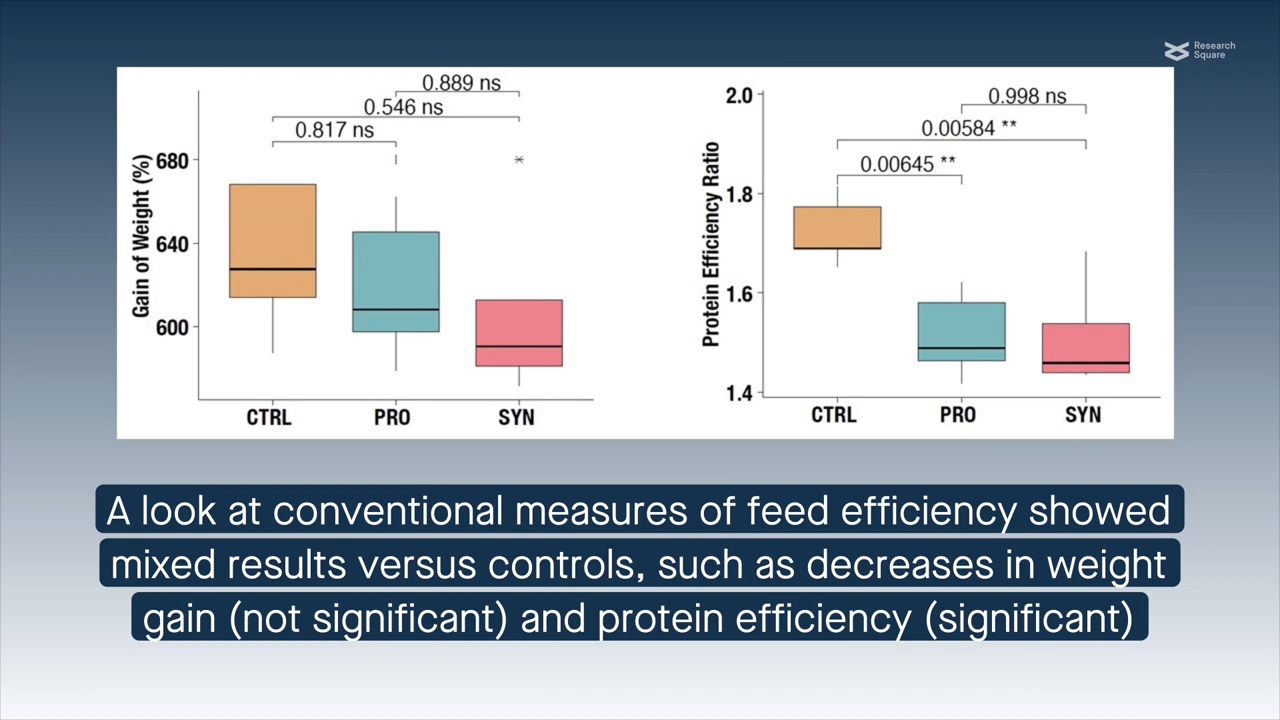 Research
Square
0.889 ns
0.546 ns
0.817 ns
Gain of Weight (%)
680
640
600
CTRL
PRO
SYN
0.998 ns
0.00584 **
0.00645 **
Protein Efficiency Ratio
2.0
1.8
1.6
1.4
CTRL
PRO
SYN
A look at conventional measures of feed efficiency showed
mixed results versus controls, such as decreases in weight
gain (not significant) and protein efficiency (significant)